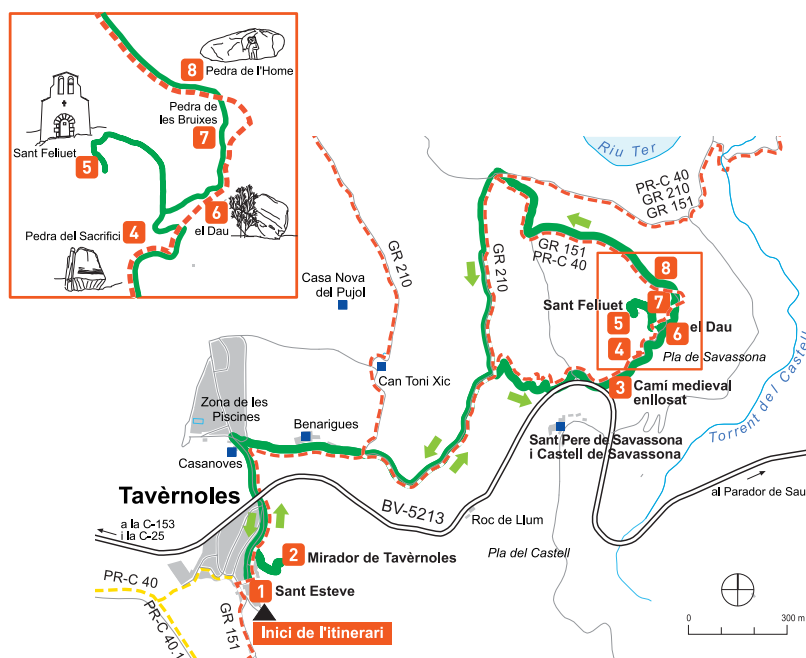 8
Pedra de l'Home
Pedra de
les Bruixes
7
Sant Feliuet
5
6
el Dau
4
Pedra del Sacrifici
Riu Ter
PR-C 40
GR 210
GR 151
GR 210
GR 151
PR-C 40
GR 210
Casa Nova
del Pujol
8
Sant Feliuet
7
5
6
el Dau
4
Pla de Savassona
Can Toni Xic
3
Camí medieval
enllosat
Zona de les
Piscines
Benarigues
Casanoves
Sant Pere de Savassona
i Castell de Savassona
Torrent del Castell
Tavèrnoles
BV-5213
al Parador de Sau
a la C-153
i la C-25
Roc de Llum
Pla del Castell
2
Mirador de Tavèrnoles
PR-C 40
1
Sant Esteve
PR-C 40.1
GR 151
Inici de l'itinerari
0
300 m